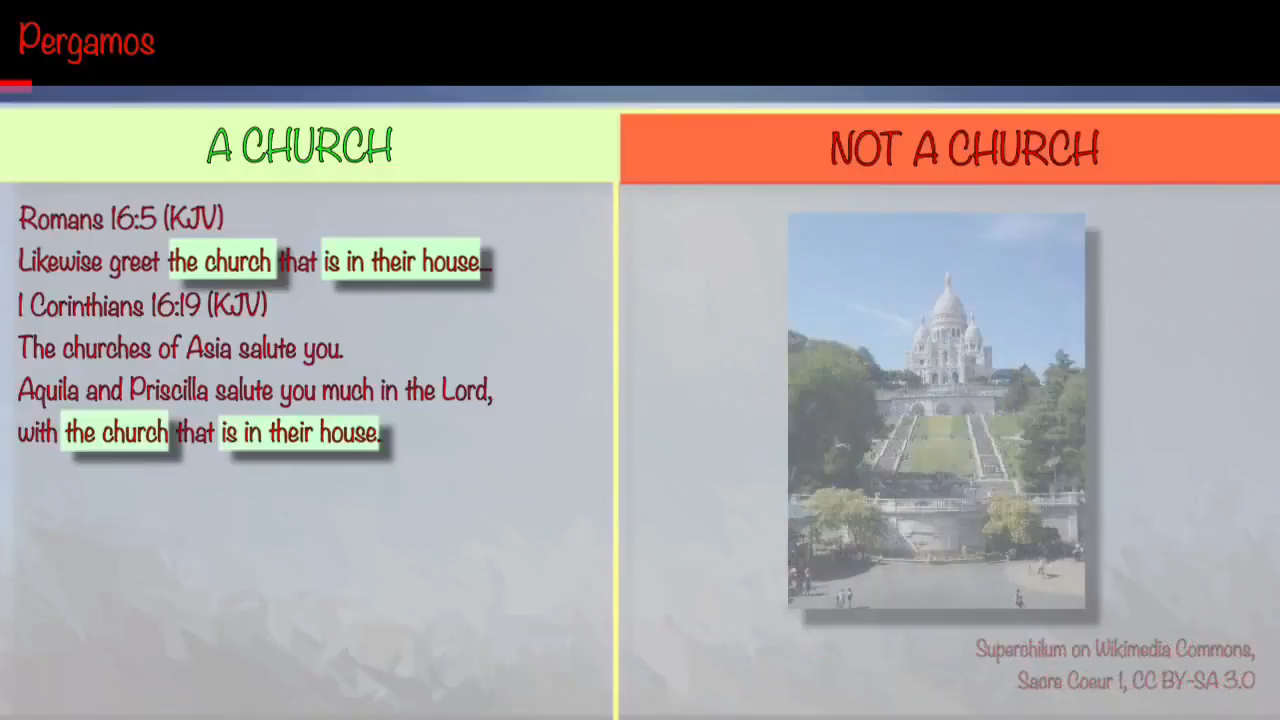 Pergamos
A CHURCH
NOT A CHURCH
Romans 16:5 (KJV)
Likewise greet the church that is in their house...
1 Corinthians 16:19 (KJV)
The churches of Asia salute you.
Aquila and Priscilla salute you much in the Lord,
with the church that is in their house.
Superchilum on Wikimedia Commons,
Sacre Coeur 1, CC BY-SA 3.0